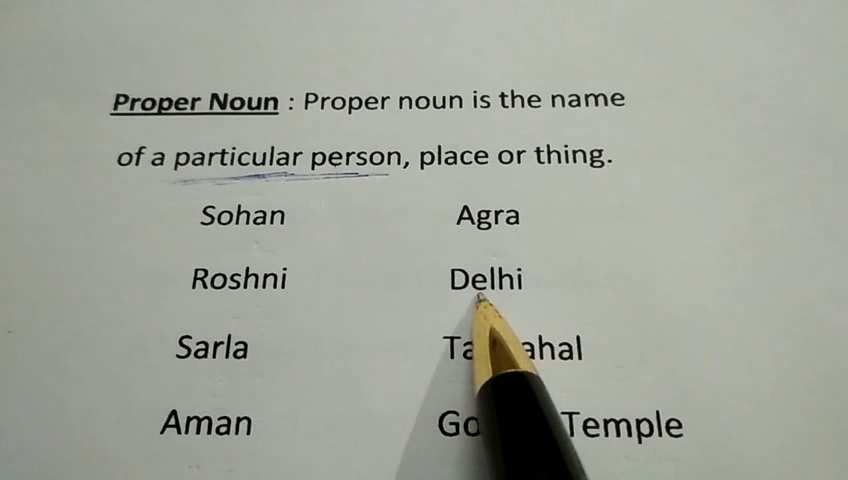 Proper Noun : Proper noun is the name
of a particular person, place or thing.
Sohan Agra
Roshni Delhi
Sarla
Aman Temple